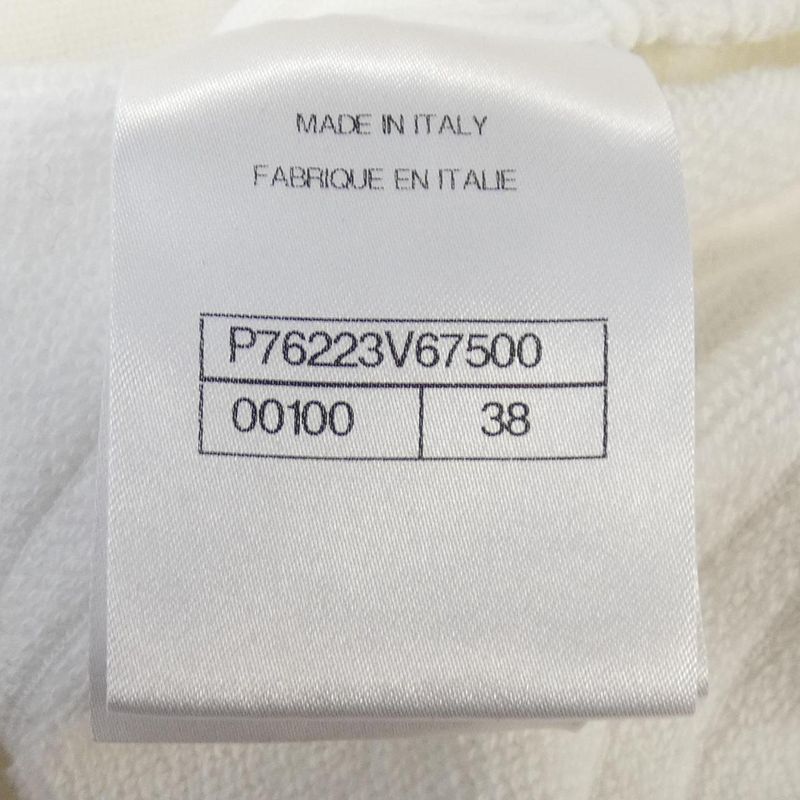 MADE IN ITALY
FABRIQUE EN ITALIE
P76223V67500
00100 38